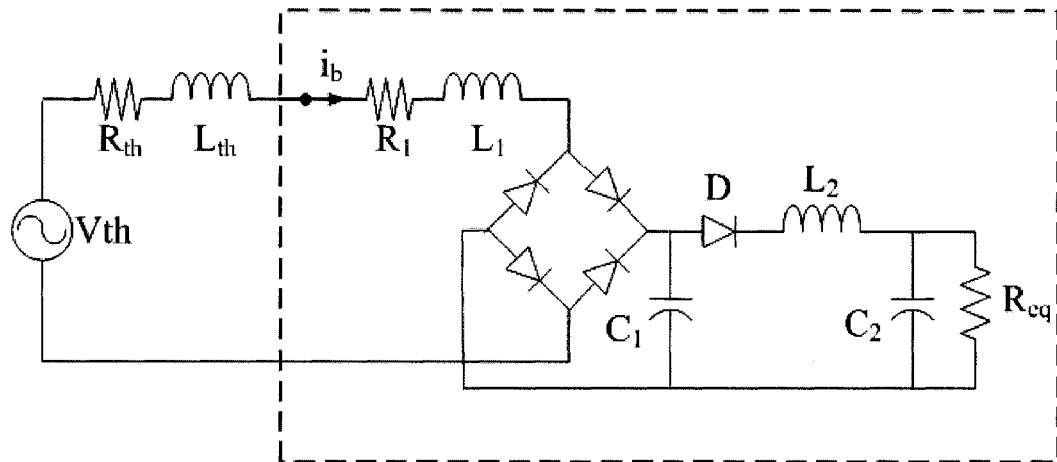 i_b
R_th
L_th
R_1
L_1
Vth
D
L_2
C_1
C_2
R_eq